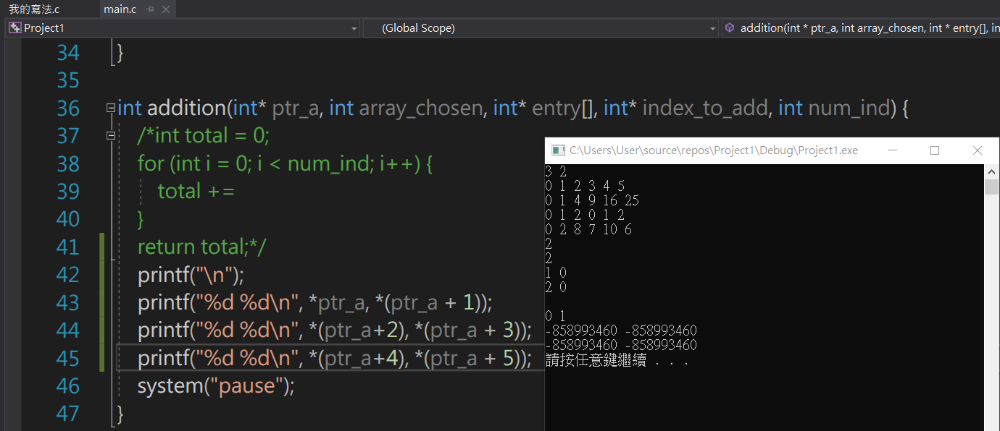 我的寫法.c main.c
Project1 (Global Scope) addition(int * ptr_a, int array_chosen, int * entry[], in
34 }
35
36 int addition(int* ptr_a, int array_chosen, int* entry[], int* index_to_add, int num_ind) {
37 /*int total = 0;
38 for (int i = 0; i < num_ind; i++) {
39 total +=
40 }
41 return total;*/
42 printf("\n");
43 printf("%d %d\n", *ptr_a, *(ptr_a + 1));
44 printf("%d %d\n", *(ptr_a+2), *(ptr_a + 3));
45 printf("%d %d\n", *(ptr_a+4), *(ptr_a + 5));
46 system("pause");
47 }
C:\Users\User\source\repos\Project1\Debug\Project1.exe
3 2
0 1 2 3 4 5
0 1 4 9 16 25
0 1 2 0 1 2
0 2 8 7 10 6
2
2
1 0
2 0
0 1
-858993460 -858993460
-858993460 -858993460
請按任意鍵繼續 . . .